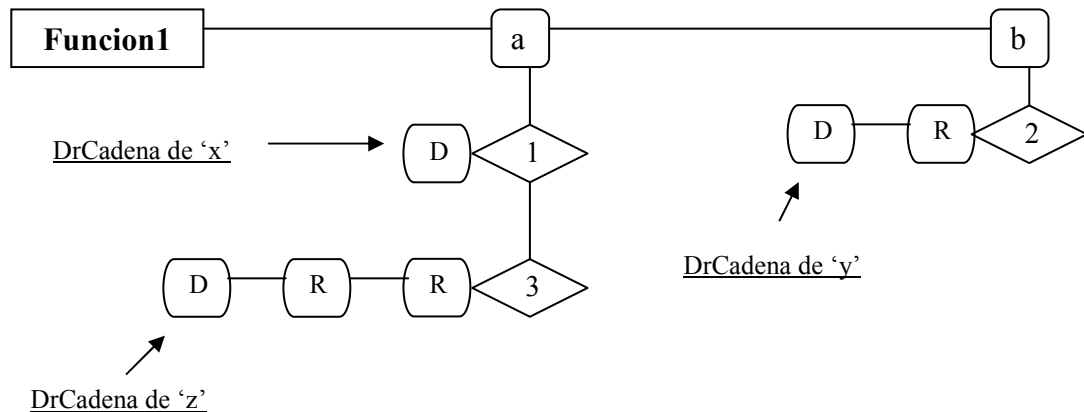 Funcion1
a
b
D
R
2
DrCadena de ‘x’
D
1
DrCadena de ‘y’
D
R
R
3
DrCadena de ‘z’